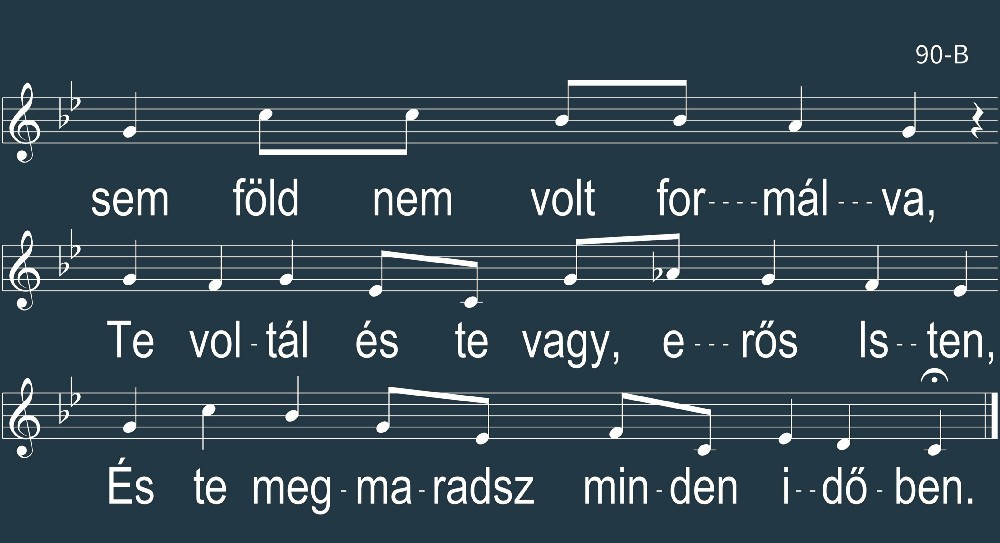 90-B
sem föld nem volt for----mál---va,
Te vol-tál és te vagy, e---rős Is--ten,
És te meg-ma-radsz min-den i--dő-ben.